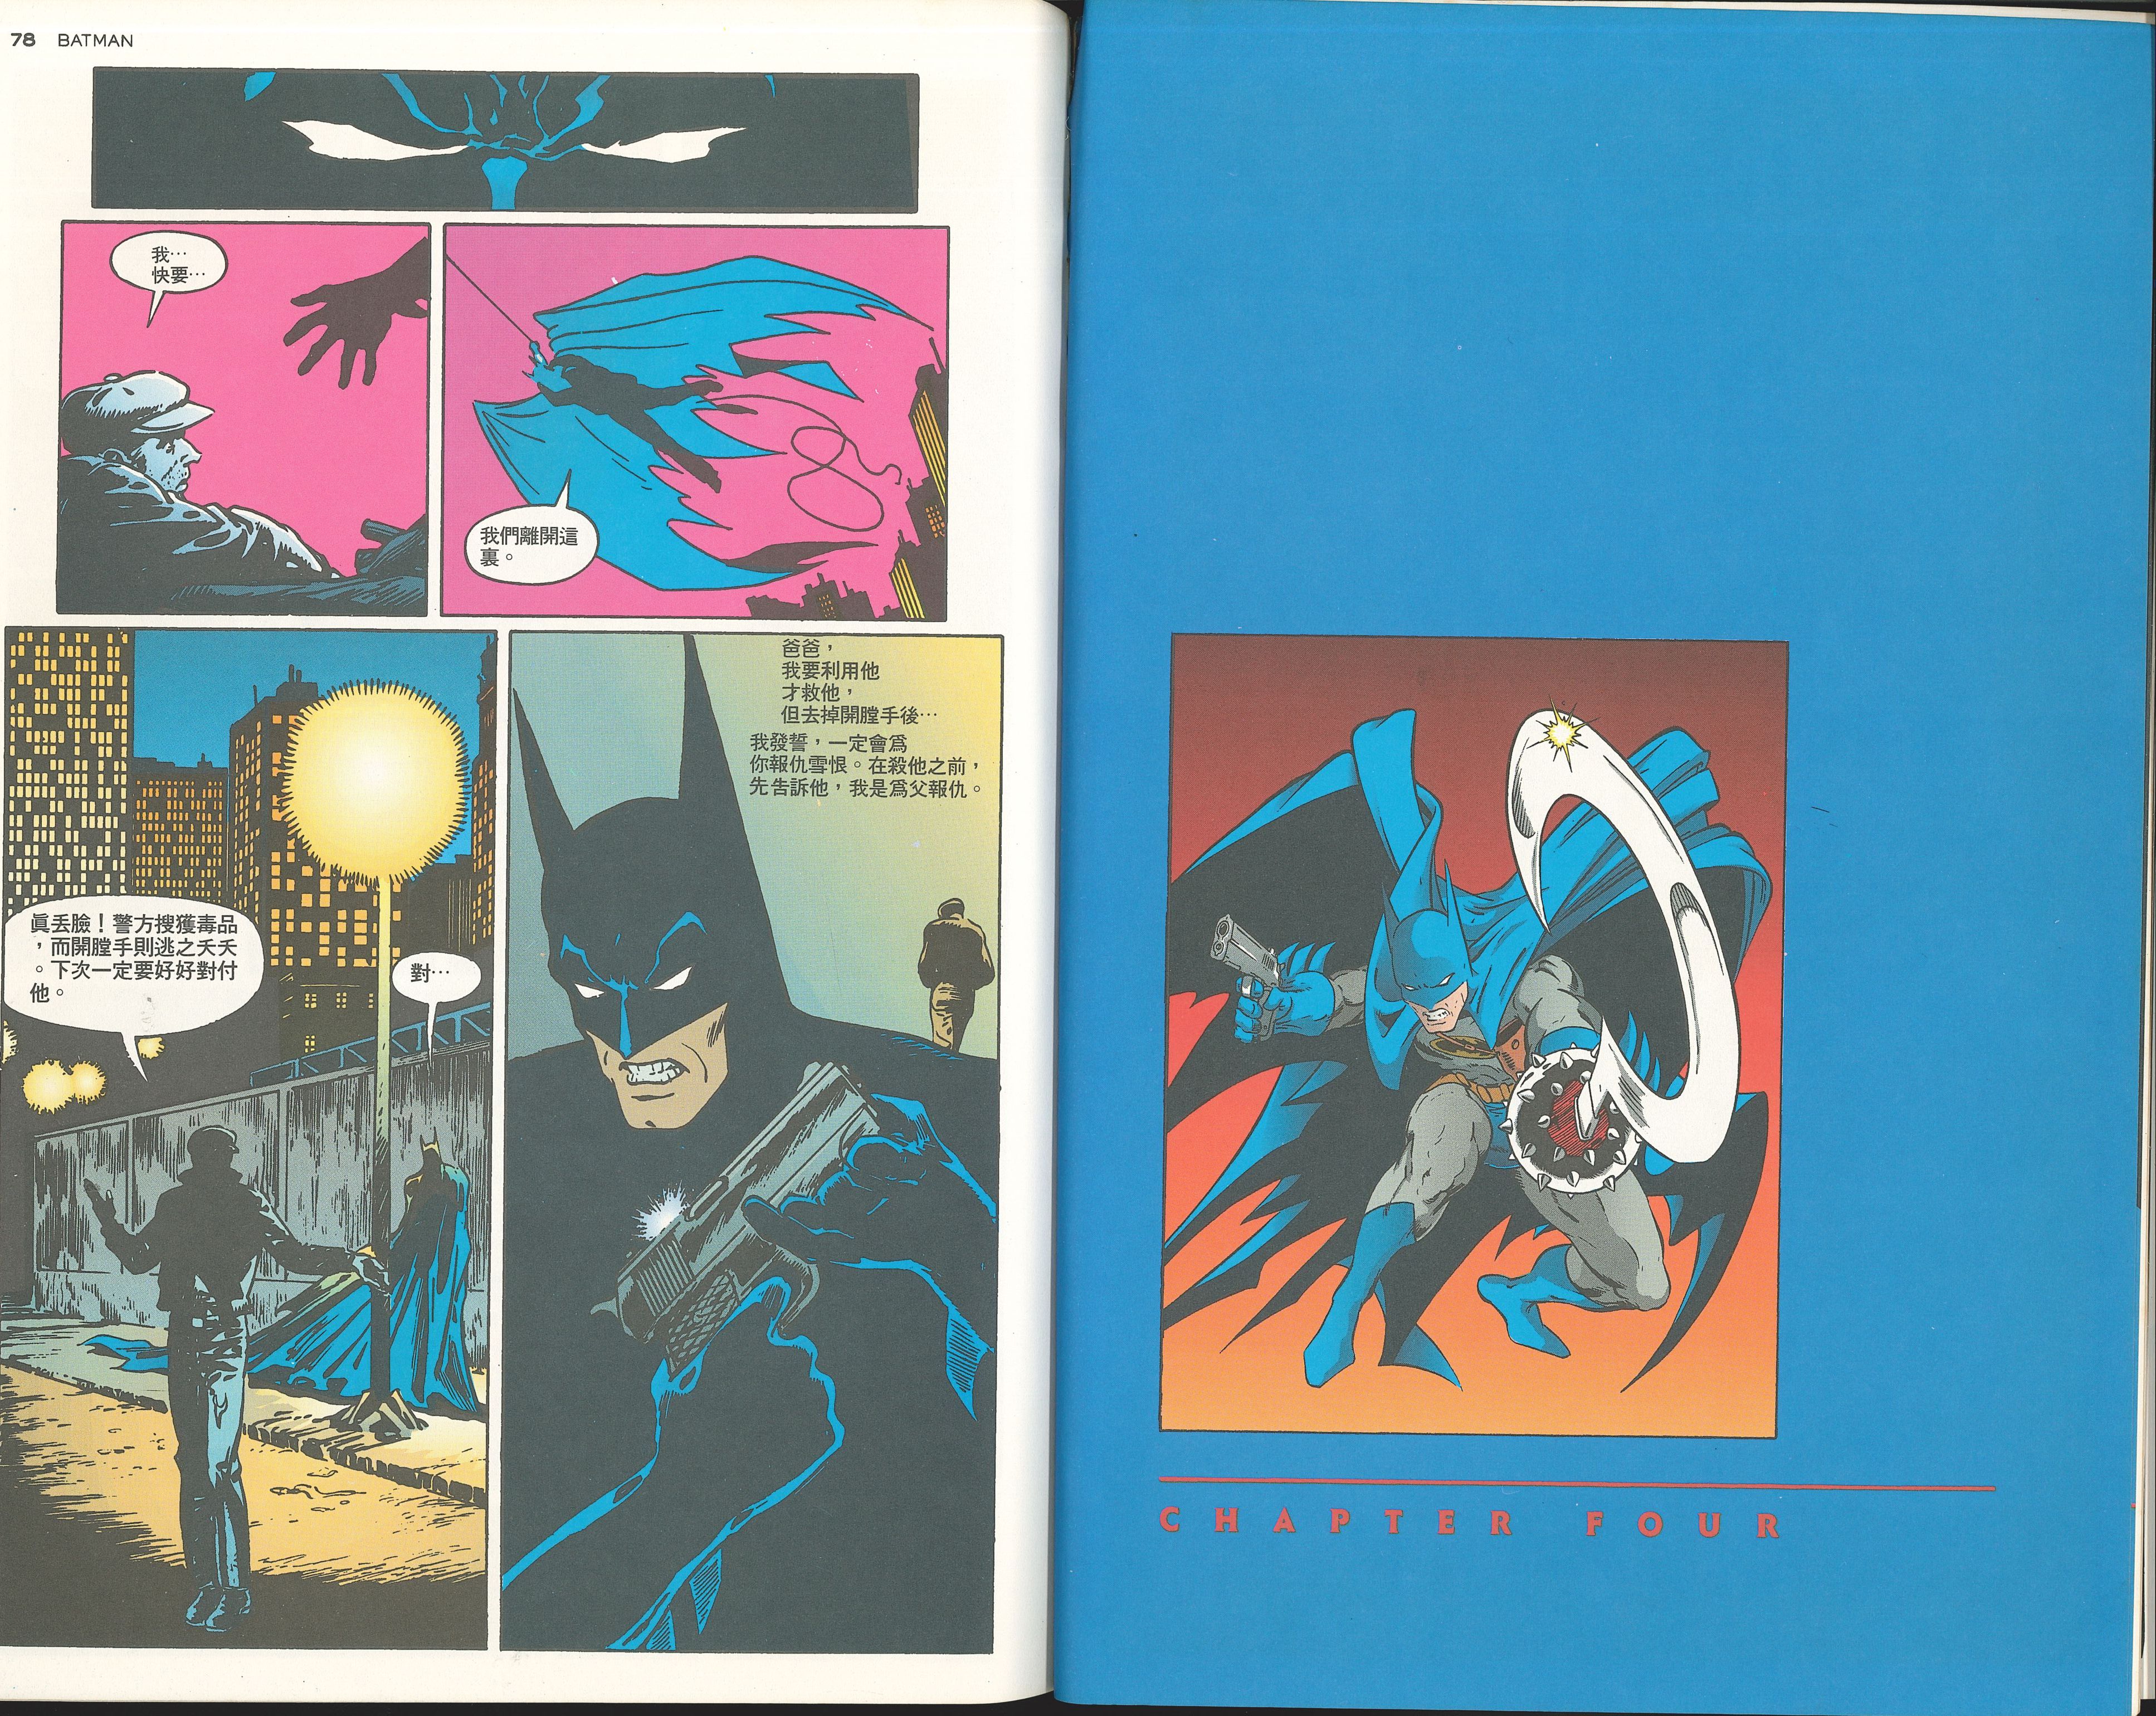 78 BATMAN
我…
快要…
我們離開這
裏。
眞丟臉！警方搜獲毒品
，而開膛手則逃之夭夭
。下次一定要好好對付
他。
對…
爸爸，
我要利用他
才救他，
但去掉開膛手後…
我發誓，一定會爲
你報仇雪恨。在殺他之前，
先告訴他，我是爲父報仇。
CHAPTER FOUR